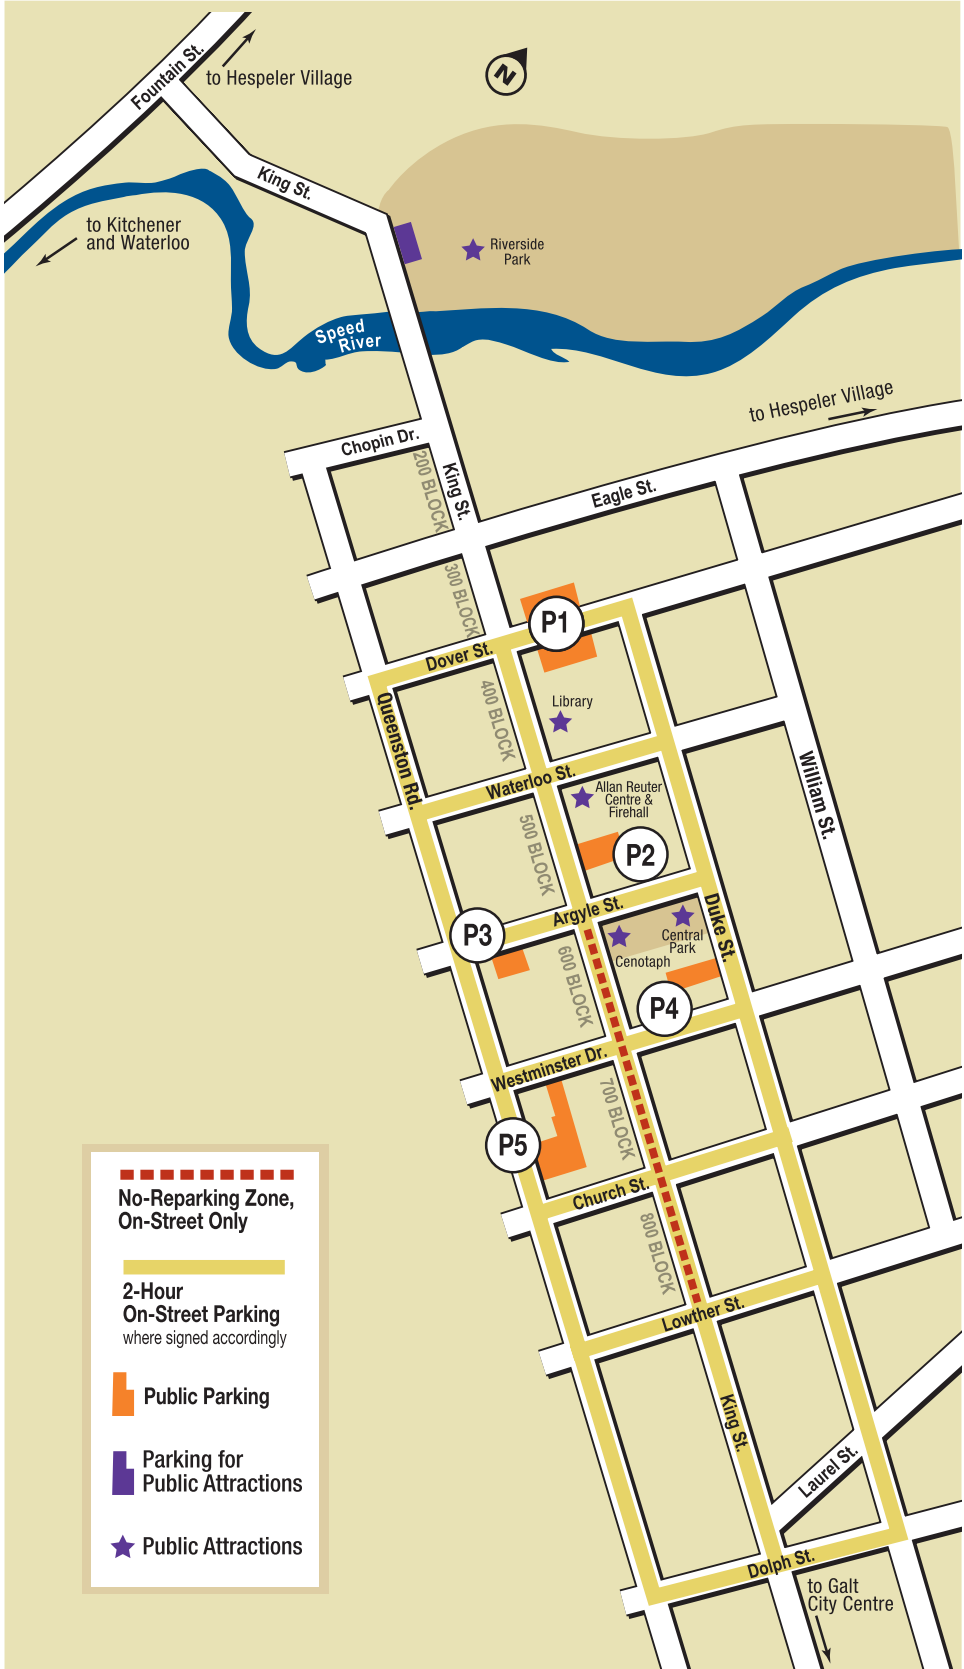 Fountain St.
to Hespeler Village
N
King St.
to Kitchener
and Waterloo
Riverside
Park
Speed
River
to Hespeler Village
Chopin Dr.
200 BLOCK
King St.
Eagle St.
300 BLOCK
P1
Dover St.
Library
400 BLOCK
Queenston Rd.
Waterloo St.
Allan Reuter
Centre &
Firehall
William St.
500 BLOCK
P2
Argyle St.
P3
Duke St.
Central
Park
Cenotaph
600 BLOCK
P4
Westminster Dr.
700 BLOCK
P5
Church St.
800 BLOCK
Lowther St.
King St.
Laurel St.
Dolph St.
to Galt
City Centre
No-Reparking Zone,
On-Street Only
2-Hour
On-Street Parking
where signed accordingly
Public Parking
Parking for
Public Attractions
Public Attractions